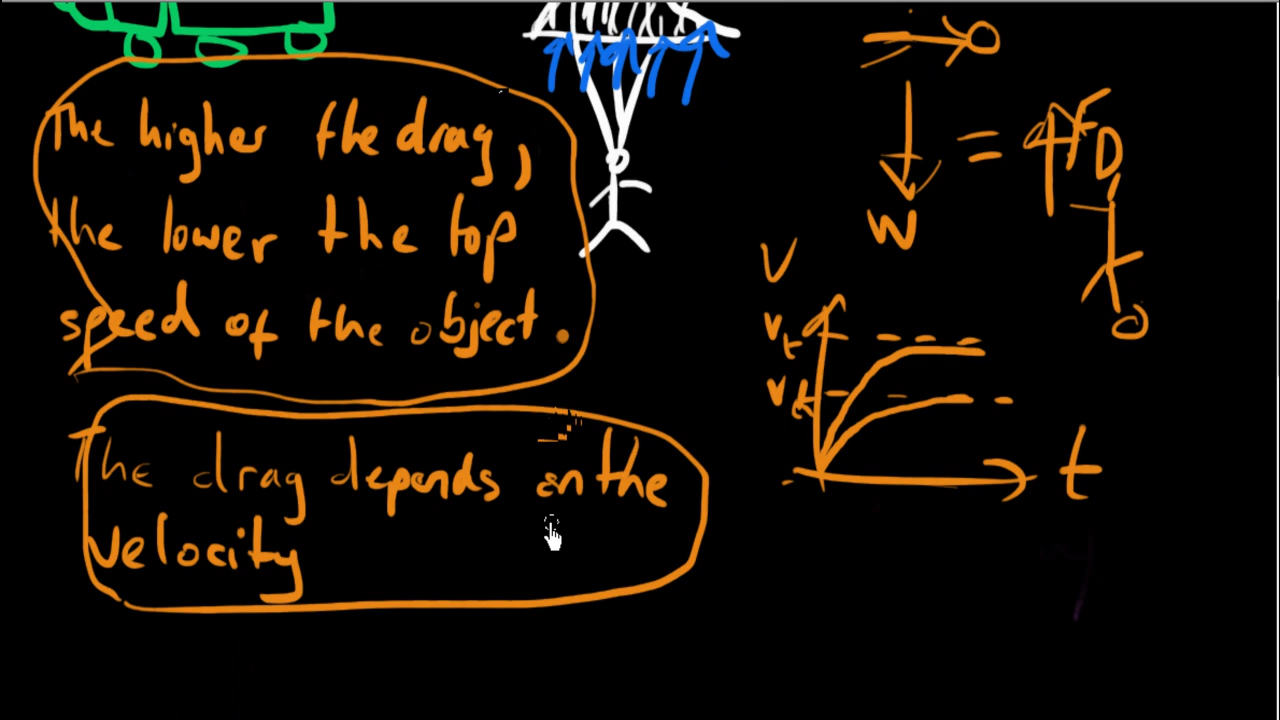 The higher the drag,
the lower the top
speed of the object.
The drag depends on the
velocity
W
=
FD
V
vt
vt
t